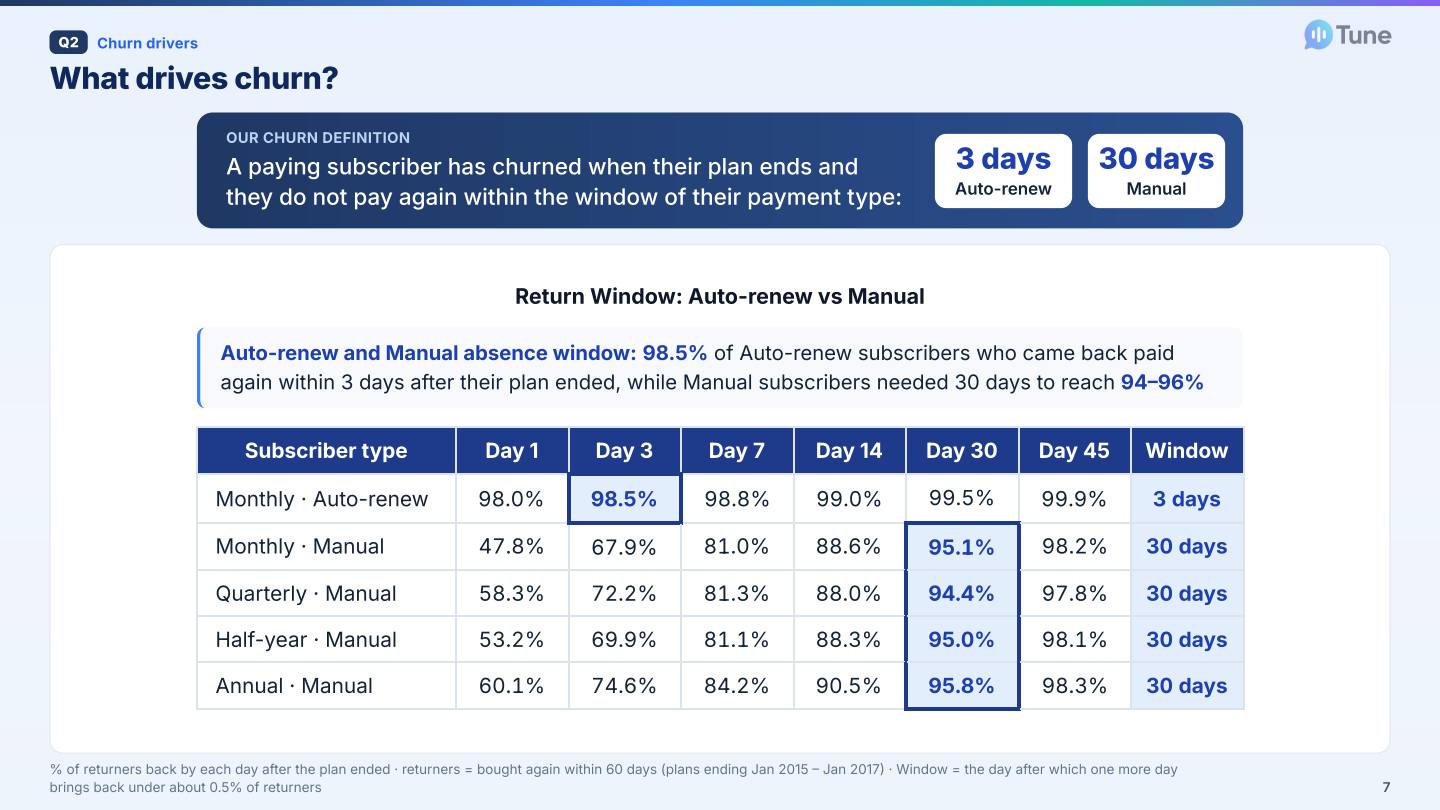 Q2 Churn drivers
Tune
What drives churn?
OUR CHURN DEFINITION
A paying subscriber has churned when their plan ends and
they do not pay again within the window of their payment type:
3 days
Auto-renew
30 days
Manual
Return Window: Auto-renew vs Manual
Auto-renew and Manual absence window: 98.5% of Auto-renew subscribers who came back paid
again within 3 days after their plan ended, while Manual subscribers needed 30 days to reach 94–96%
Subscriber type Day 1 Day 3 Day 7 Day 14 Day 30 Day 45 Window
Monthly · Auto-renew 98.0% 98.5% 98.8% 99.0% 99.5% 99.9% 3 days
Monthly · Manual 47.8% 67.9% 81.0% 88.6% 95.1% 98.2% 30 days
Quarterly · Manual 58.3% 72.2% 81.3% 88.0% 94.4% 97.8% 30 days
Half-year · Manual 53.2% 69.9% 81.1% 88.3% 95.0% 98.1% 30 days
Annual · Manual 60.1% 74.6% 84.2% 90.5% 95.8% 98.3% 30 days
% of returners back by each day after the plan ended · returners = bought again within 60 days (plans ending Jan 2015 – Jan 2017) · Window = the day after which one more day
brings back under about 0.5% of returners
7